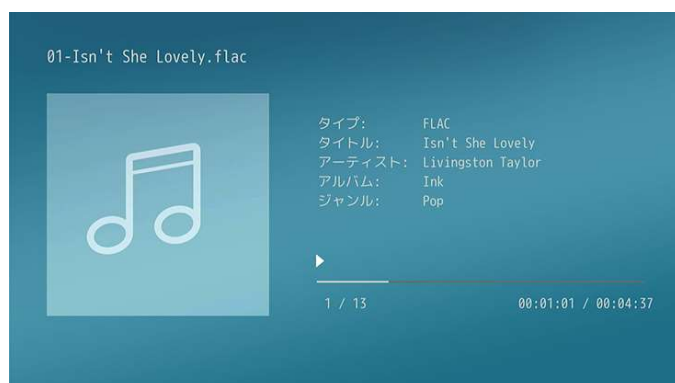 01-Isn't She Lovely.flac
タイプ: FLAC
タイトル: Isn't She Lovely
アーティスト: Livingston Taylor
アルバム: Ink
ジャンル: Pop
1 / 13 00:01:01 / 00:04:37